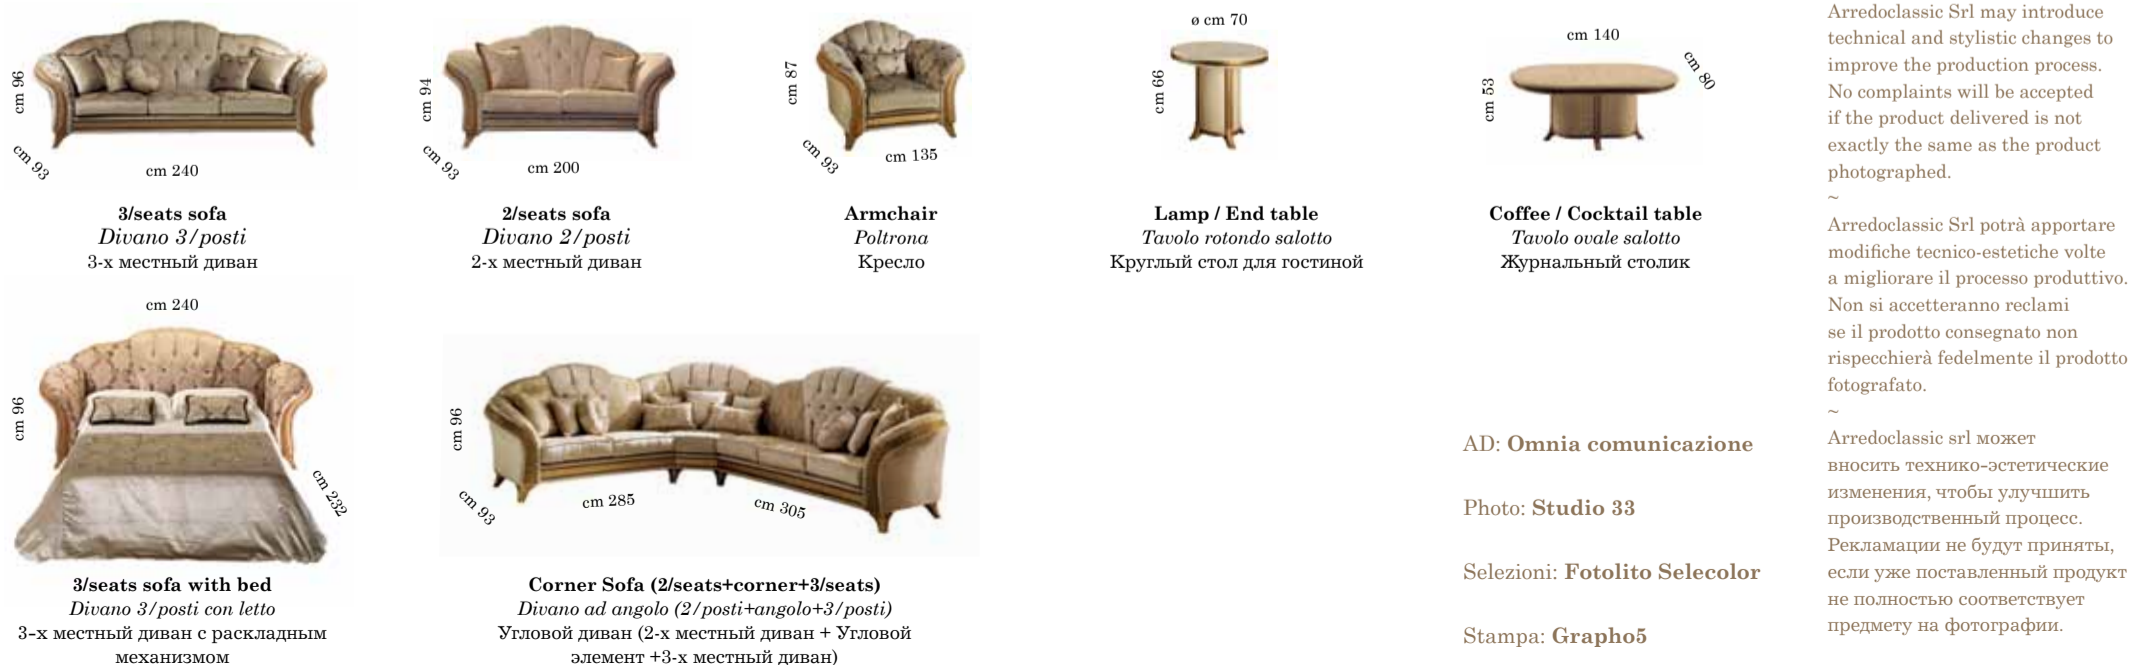 cm 96
cm 93
cm 240
3/seats sofa
Divano 3/posti
3-х местный диван
cm 94
cm 93
cm 200
2/seats sofa
Divano 2/posti
2-х местный диван
cm 87
cm 93
cm 135
Armchair
Poltrona
Кресло
ø cm 70
cm 66
Lamp / End table
Tavolo rotondo salotto
Круглый стол для гостиной
cm 140
cm 80
cm 53
Coffee / Cocktail table
Tavolo ovale salotto
Журнальный столик
cm 240
cm 96
cm 232
3/seats sofa with bed
Divano 3/posti con letto
3-х местный диван с раскладным
механизмом
cm 96
cm 93
cm 285
cm 305
Corner Sofa (2/seats+corner+3/seats)
Divano ad angolo (2/posti+angolo+3/posti)
Угловой диван (2-х местный диван + Угловой
элемент +3-х местный диван)
AD: Omnia comunicazione
Photo: Studio 33
Selezioni: Fotolito Selecolor
Stampa: Grapho5
Arredoclassic Srl may introduce
technical and stylistic changes to
improve the production process.
No complaints will be accepted
if the product delivered is not
exactly the same as the product
photographed.
~
Arredoclassic Srl potrà apportare
modifiche tecnico-estetiche volte
a migliorare il processo produttivo.
Non si accetteranno reclami
se il prodotto consegnato non
rispecchierà fedelmente il prodotto
fotografato.
~
Arredoclassic srl может
вносить технико-эстетические
изменения, чтобы улучшить
производственный процесс.
Рекламации не будут приняты,
если уже поставленный продукт
не полностью соответствует
предмету на фотографии.